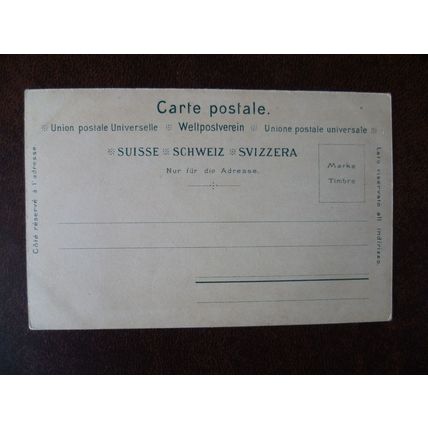 Carte postale.
Union postale Universelle Weltpostverein Unione postale universale
SUISSE SCHWEIZ SVIZZERA
Nur für die Adresse.
Marke
Timbre
Côté réservé à l'adresse.
Lato riservato all' indirizzo.